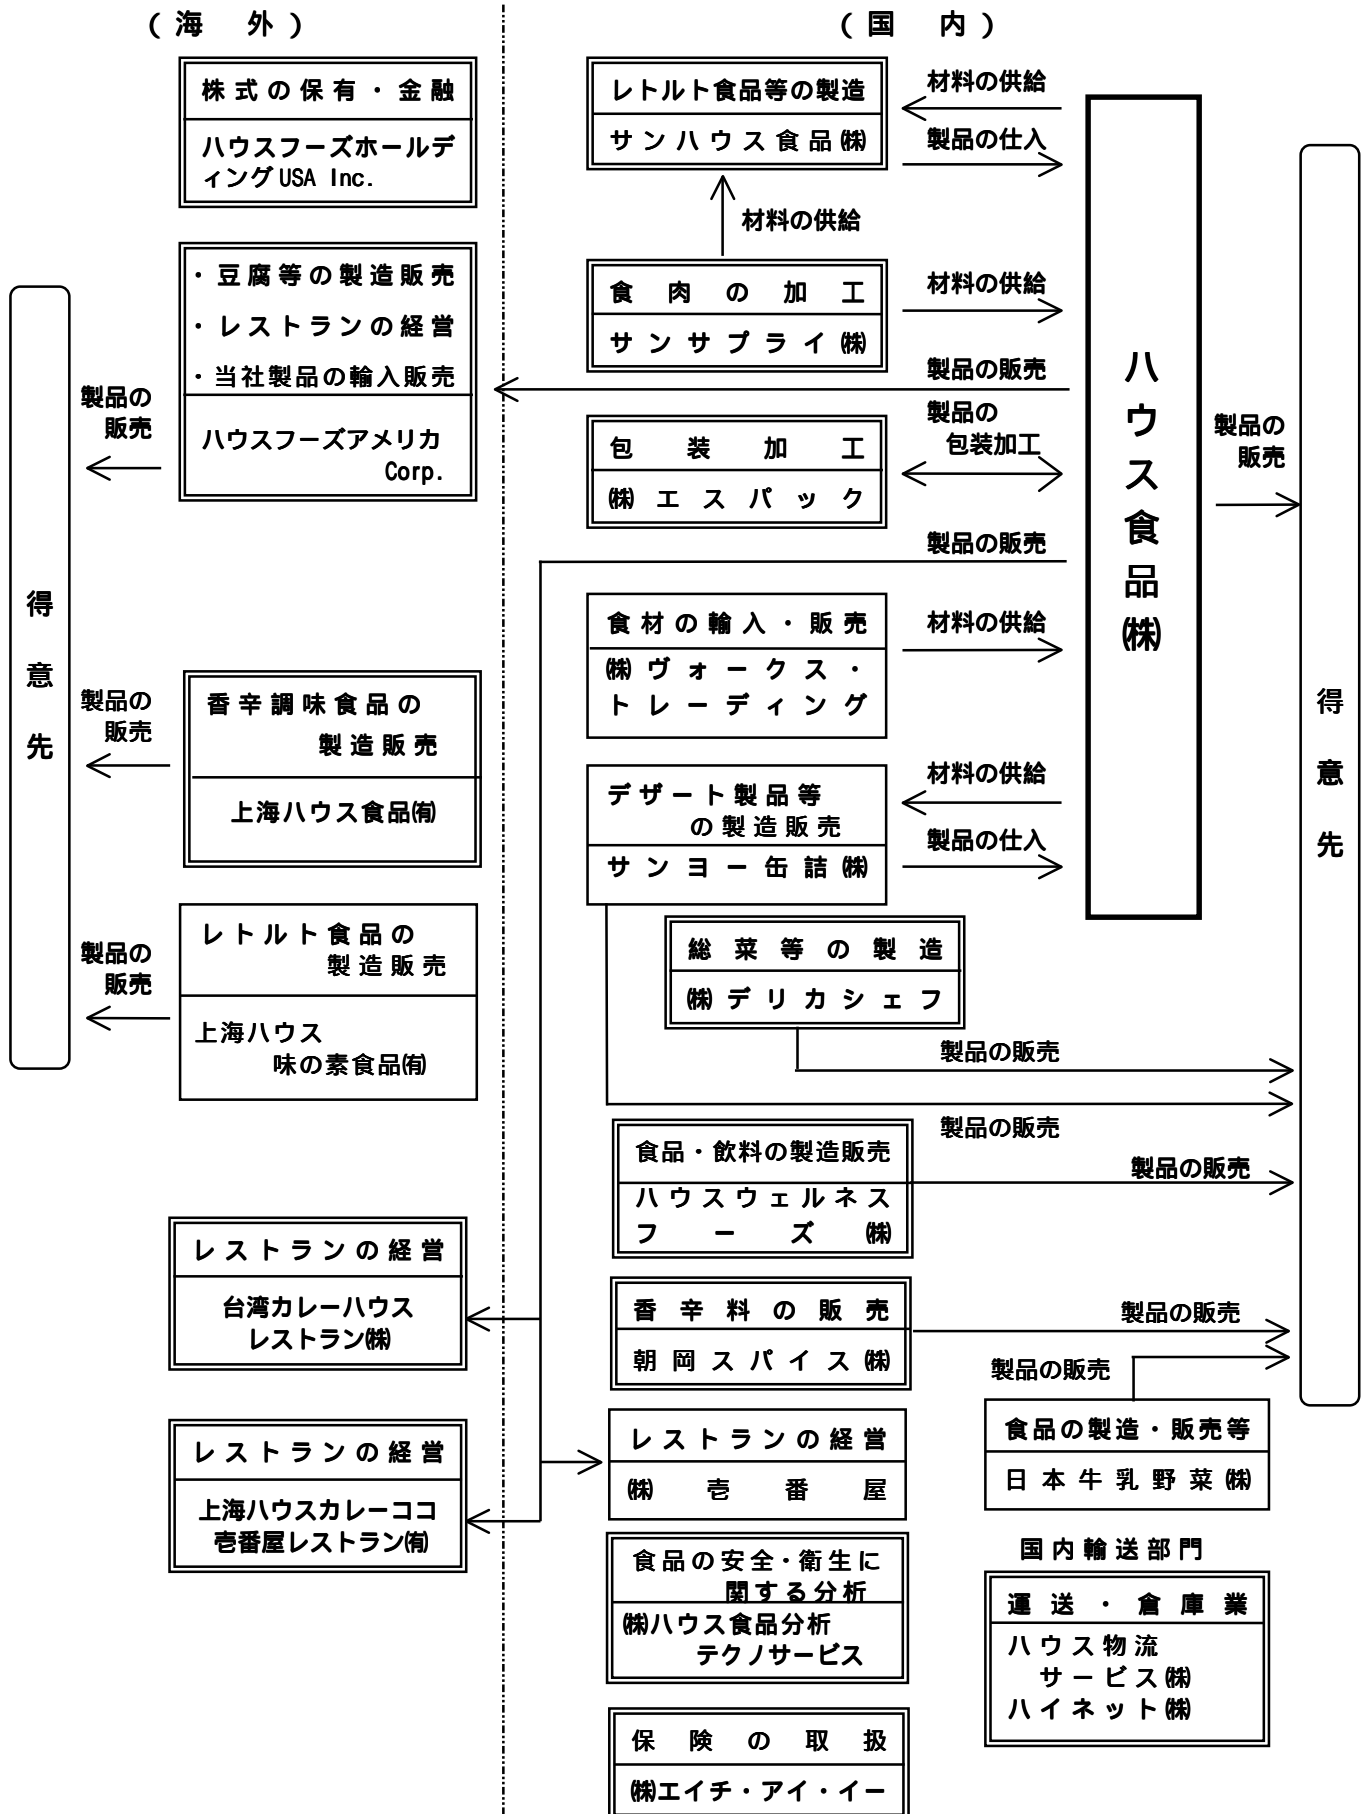 (海 外)
株式の保有・金融
ハウスフーズホールデ
ィングUSA Inc.
・豆腐等の製造販売
・レストランの経営
・当社製品の輸入販売
ハウスフーズアメリカ
Corp.
製品の
販売
得意先
製品の
販売
香辛調味食品の
製造販売
上海ハウス食品㈲
製品の
販売
レトルト食品の
製造販売
上海ハウス
味の素食品㈲
レストランの経営
台湾カレーハウス
レストラン㈱
レストランの経営
上海ハウスカレーココ
壱番屋レストラン㈲
(国 内)
レトルト食品等の製造
サンハウス食品㈱
材料の供給
製品の仕入
材料の供給
食肉の加工
サンサプライ㈱
材料の供給
製品の販売
包装加工
㈱エスパック
製品の
包装加工
製品の販売
食材の輸入・販売
㈱ヴォークス・
トレーディング
材料の供給
デザート製品等
の製造販売
サンヨー缶詰㈱
材料の供給
製品の仕入
ハウス食品㈱
製品の
販売
得意先
総菜等の製造
㈱デリカシェフ
製品の販売
製品の販売
食品・飲料の製造販売
ハウスウェルネス
フーズ㈱
製品の販売
香辛料の販売
朝岡スパイス㈱
製品の販売
製品の販売
食品の製造・販売等
日本牛乳野菜㈱
レストランの経営
㈱壱番屋
食品の安全・衛生に
関する分析
㈱ハウス食品分析
テクノサービス
国内輸送部門
運送・倉庫業
ハウス物流
サービス㈱
ハイネット㈱
保険の取扱
㈱エイチ・アイ・イー